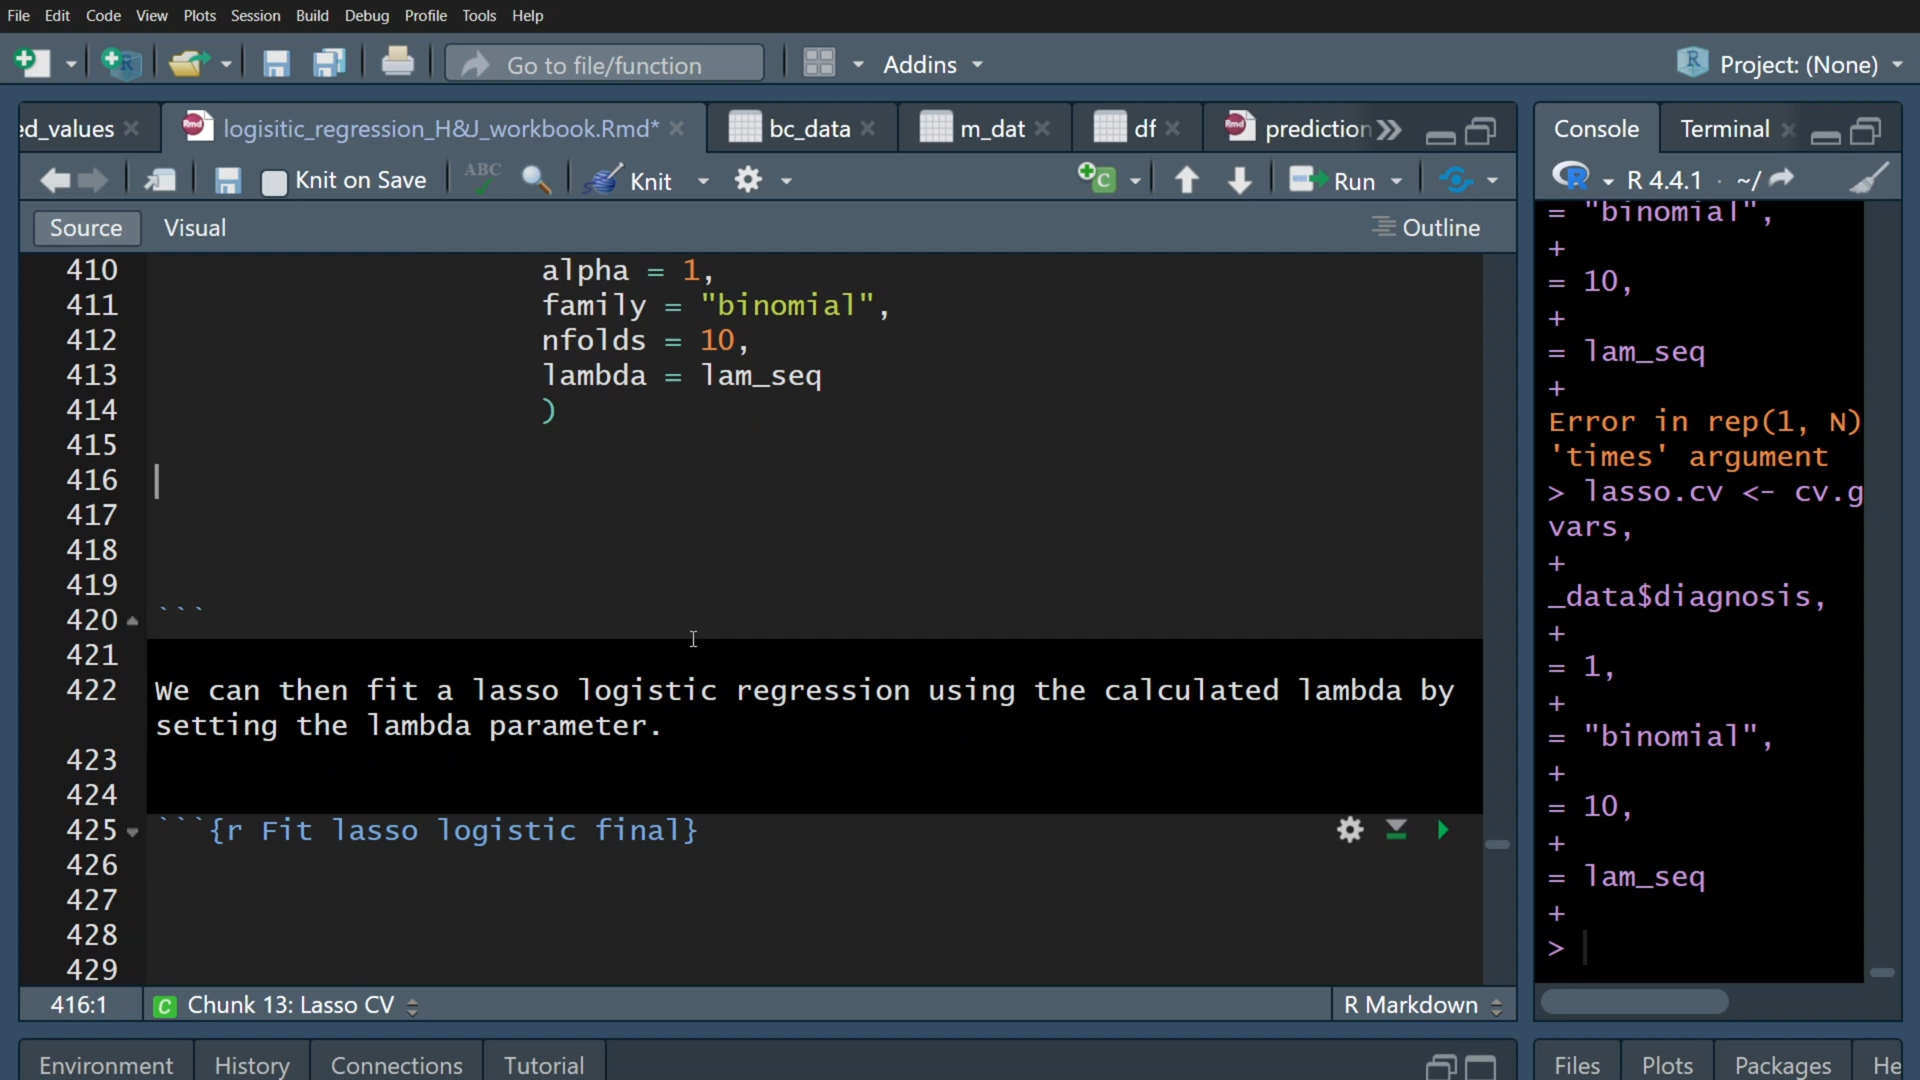 File Edit Code View Plots Session Build Debug Profile Tools Help
Go to file/function Addins Project: (None)
ed_values logisitic_regression_H&J_workbook.Rmd* bc_data m_dat df prediction
Console Terminal
Knit on Save ABC Knit Run
R 4.4.1 · ~/
Source Visual Outline
410 alpha = 1,
411 family = "binomial",
412 nfolds = 10,
413 lambda = lam_seq
414 )
415
416
417
418
419
420 ```
421
422 We can then fit a lasso logistic regression using the calculated lambda by
setting the lambda parameter.
423
424
425 ```{r Fit lasso logistic final}
426
427
428
429
416:1 C Chunk 13: Lasso CV R Markdown
= "binomial",
+
= 10,
+
= lam_seq
+
Error in rep(1, N)
'times' argument
> lasso.cv <- cv.g
vars,
+
_data$diagnosis,
+
= 1,
+
= "binomial",
+
= 10,
+
= lam_seq
+
>
Environment History Connections Tutorial
Files Plots Packages He